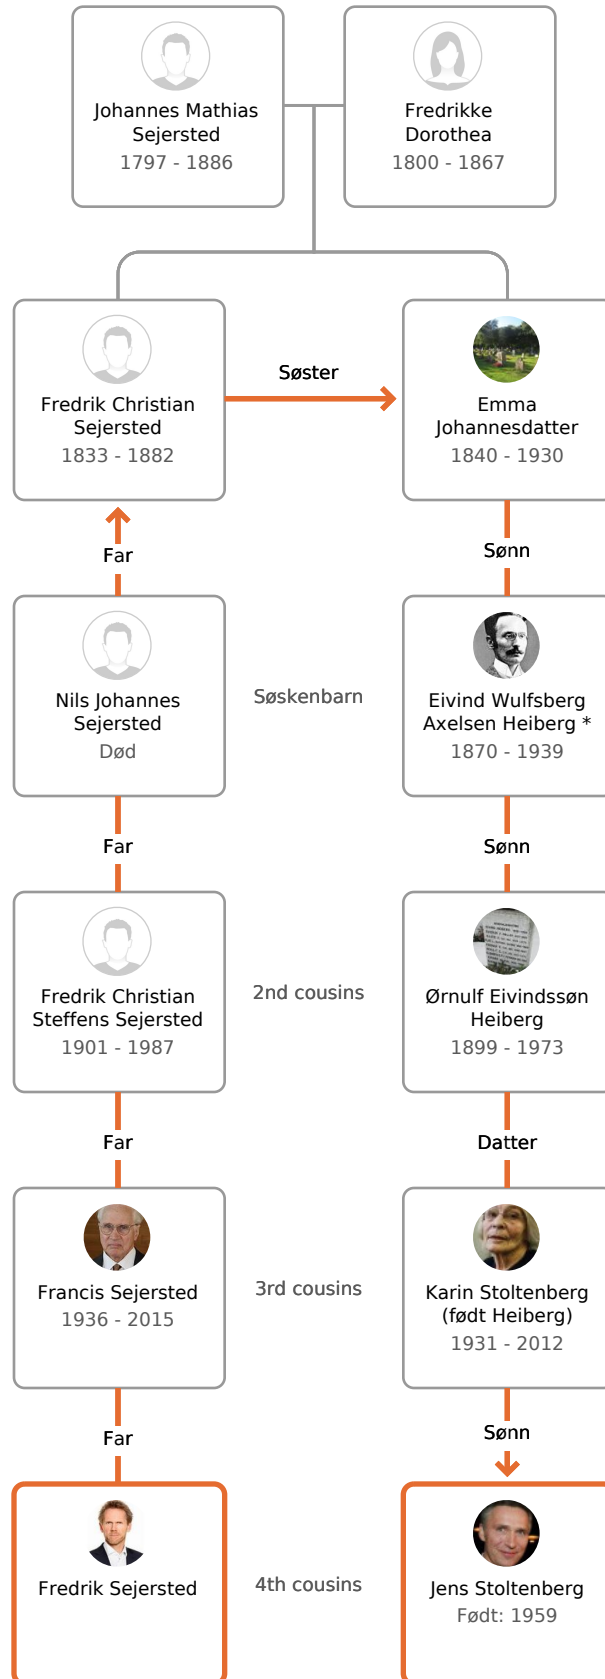 Johannes Mathias
Sejersted
1797 - 1886
Fredrikke
Dorothea
1800 - 1867
Fredrik Christian
Sejersted
1833 - 1882
Søster
Emma
Johannesdatter
1840 - 1930
Far
Sønn
Nils Johannes
Sejersted
Død
Søskenbarn
Eivind Wulfsberg
Axelsen Heiberg *
1870 - 1939
Far
Sønn
Fredrik Christian
Steffens Sejersted
1901 - 1987
2nd cousins
Ørnulf Eivindssøn
Heiberg
1899 - 1973
Far
Datter
Francis Sejersted
1936 - 2015
3rd cousins
Karin Stoltenberg
(født Heiberg)
1931 - 2012
Far
Sønn
Fredrik Sejersted
4th cousins
Jens Stoltenberg
Født: 1959